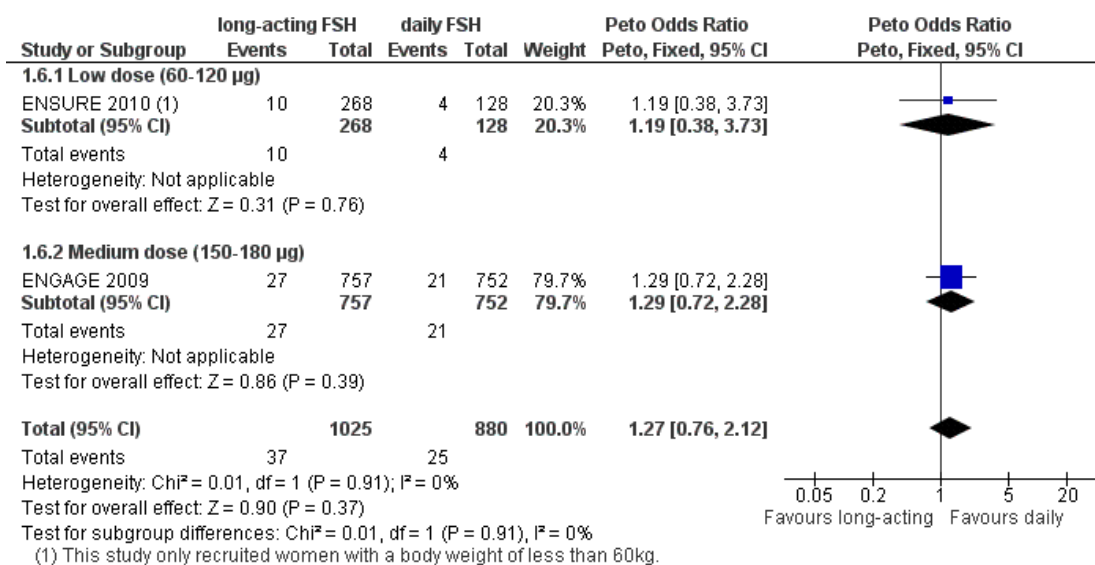 long-acting FSH daily FSH Peto Odds Ratio Peto Odds Ratio
Study or Subgroup Events Total Events Total Weight Peto, Fixed, 95% CI Peto, Fixed, 95% CI
1.6.1 Low dose (60-120 µg)
ENSURE 2010 (1) 10 268 4 128 20.3% 1.19 [0.38, 3.73]
Subtotal (95% CI) 268 128 20.3% 1.19 [0.38, 3.73]
Total events 10 4
Heterogeneity: Not applicable
Test for overall effect: Z = 0.31 (P = 0.76)
1.6.2 Medium dose (150-180 µg)
ENGAGE 2009 27 757 21 752 79.7% 1.29 [0.72, 2.28]
Subtotal (95% CI) 757 752 79.7% 1.29 [0.72, 2.28]
Total events 27 21
Heterogeneity: Not applicable
Test for overall effect: Z = 0.86 (P = 0.39)
Total (95% CI) 1025 880 100.0% 1.27 [0.76, 2.12]
Total events 37 25
Heterogeneity: Chi² = 0.01, df = 1 (P = 0.91); I² = 0%
Test for overall effect: Z = 0.90 (P = 0.37)
Test for subgroup differences: Chi² = 0.01, df = 1 (P = 0.91), I² = 0%
(1) This study only recruited women with a body weight of less than 60kg.
0.05 0.2 1 5 20
Favours long-acting Favours daily